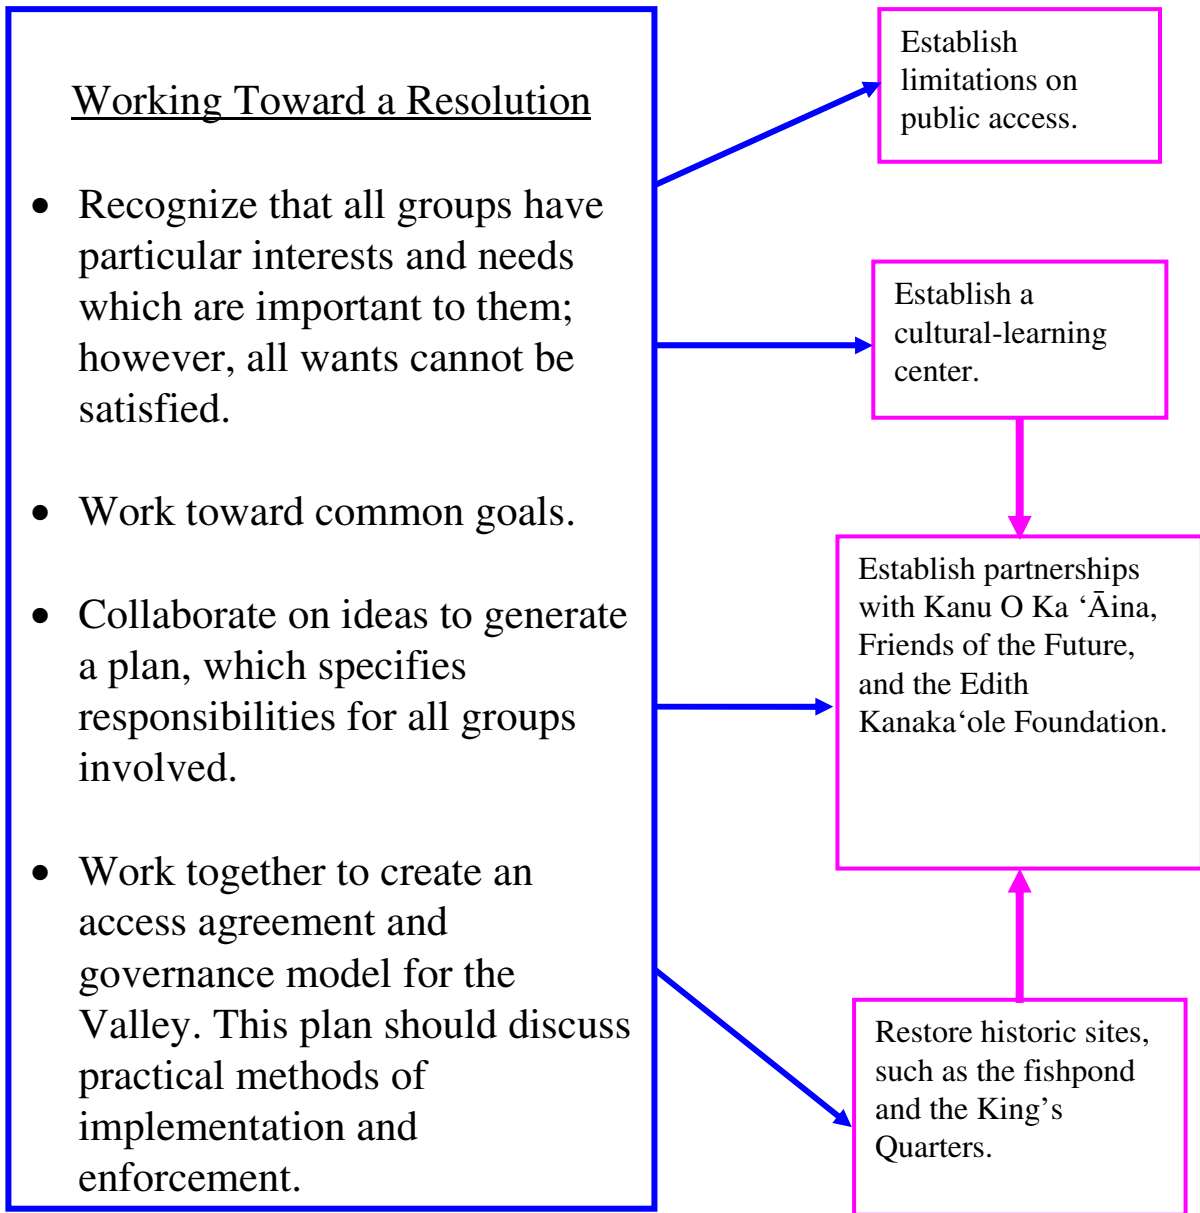 Working Toward a Resolution
• Recognize that all groups have
particular interests and needs
which are important to them;
however, all wants cannot be
satisfied.
• Work toward common goals.
• Collaborate on ideas to generate
a plan, which specifies
responsibilities for all groups
involved.
• Work together to create an
access agreement and
governance model for the
Valley. This plan should discuss
practical methods of
implementation and
enforcement.
Establish
limitations on
public access.
Establish a
cultural-learning
center.
Establish partnerships
with Kanu O Ka ‘Āina,
Friends of the Future,
and the Edith
Kanaka‘ole Foundation.
Restore historic sites,
such as the fishpond
and the King’s
Quarters.